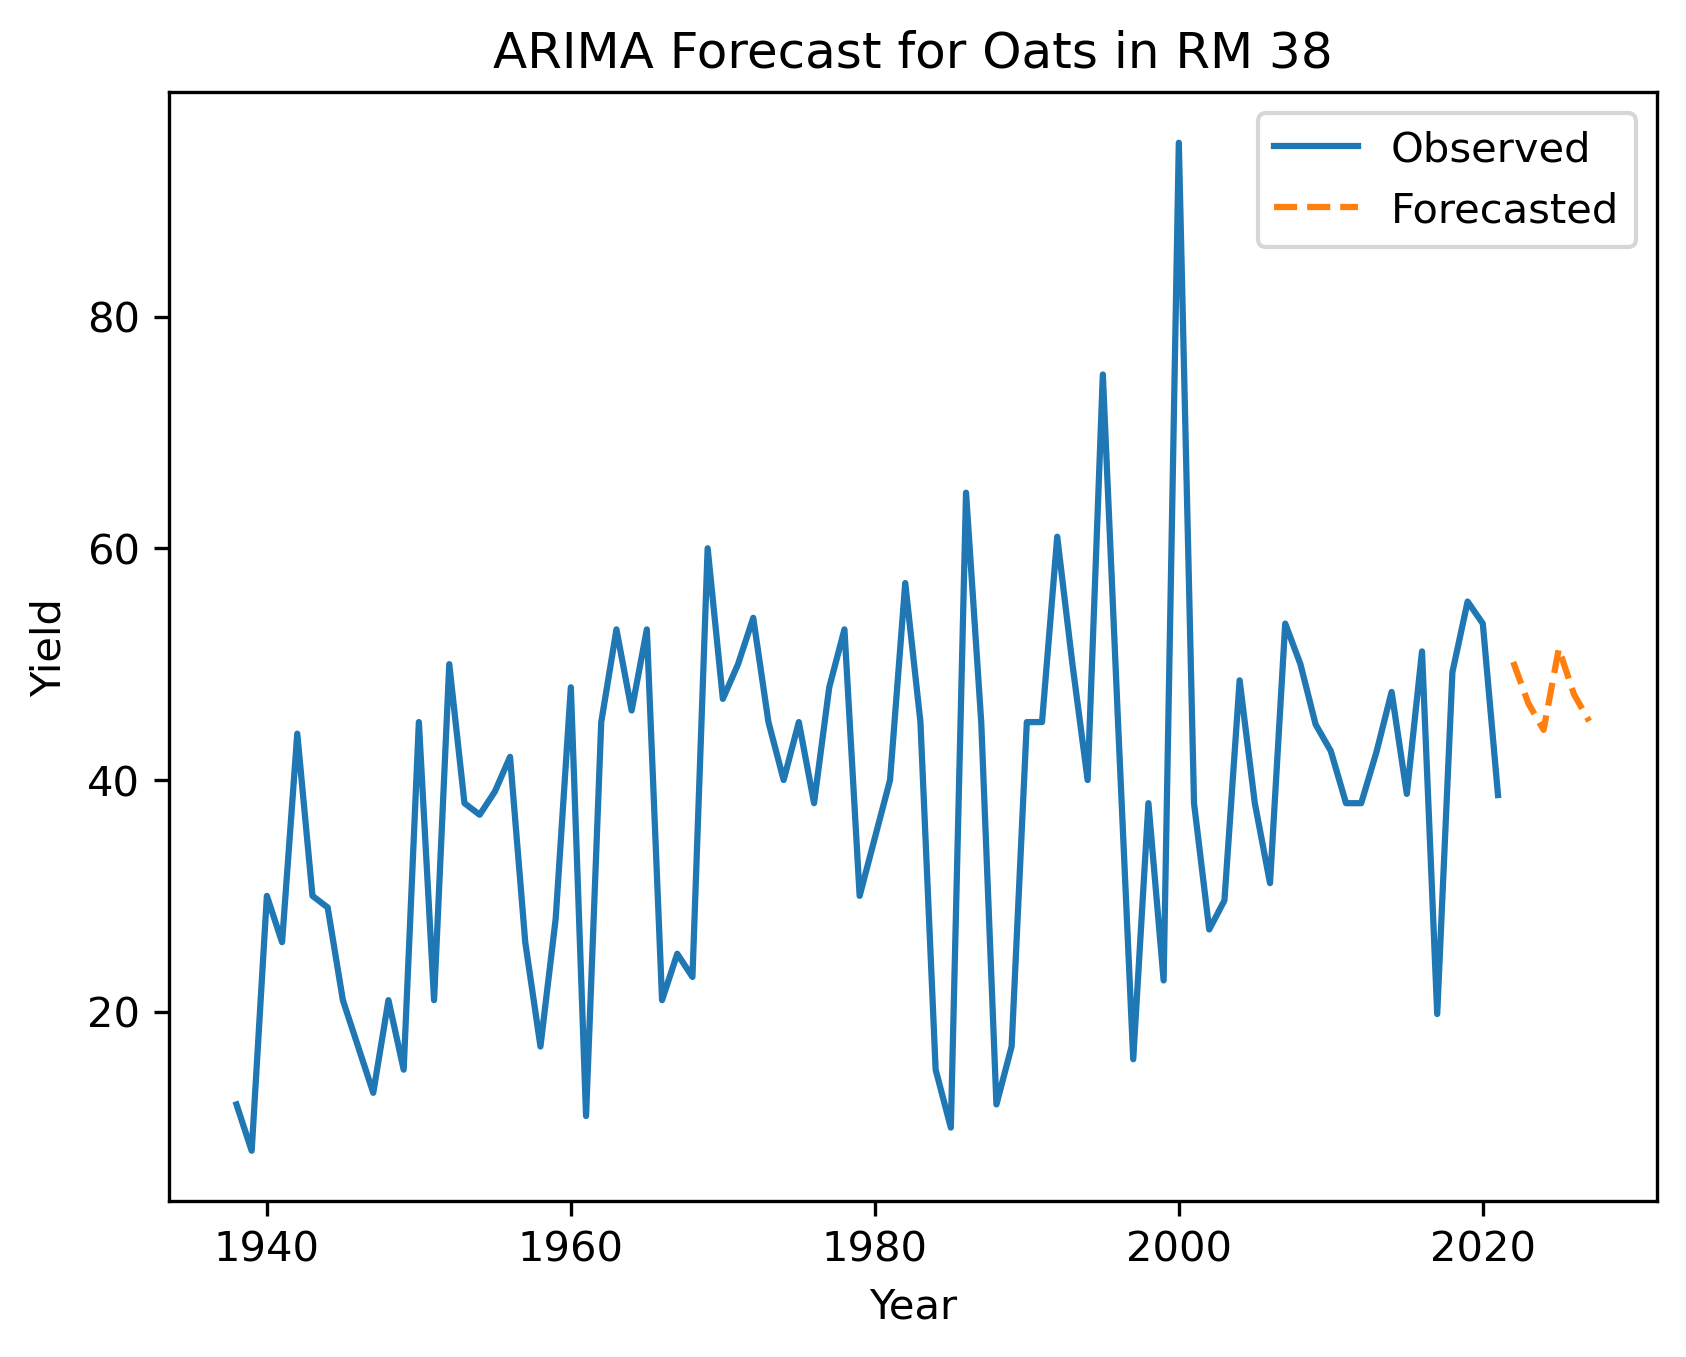 ARIMA Forecast for Oats in RM 38
Observed
Forecasted
80
60
40
20
Yield
1940 1960 1980 2000 2020
Year